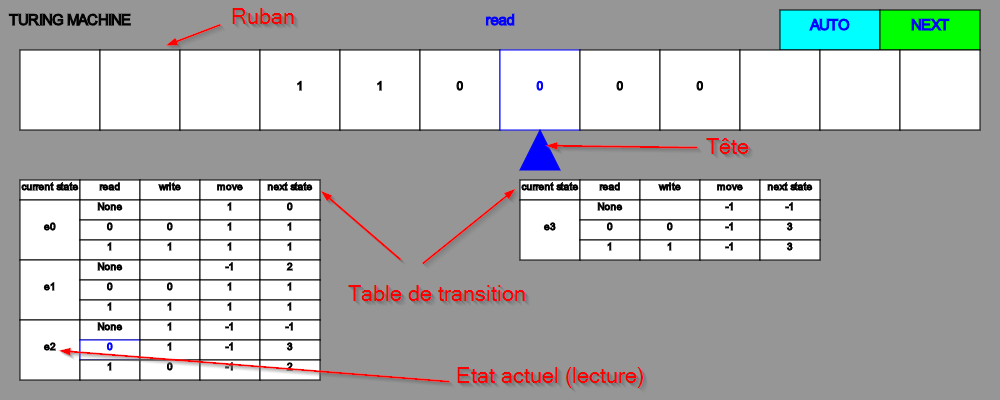 TURING MACHINE
Ruban
read
AUTO
NEXT
1 1 0 0 0 0
Tête
current state read write move next state
None 1 0
e0 0 0 1 1
1 1 1 1
None -1 2
e1 0 0 1 1
1 1 1 1
None 1 -1 -1
e2 0 1 -1 3
1 0 -1 2
current state read write move next state
None -1 -1
e3 0 0 -1 3
1 1 -1 3
Table de transition
Etat actuel (lecture)